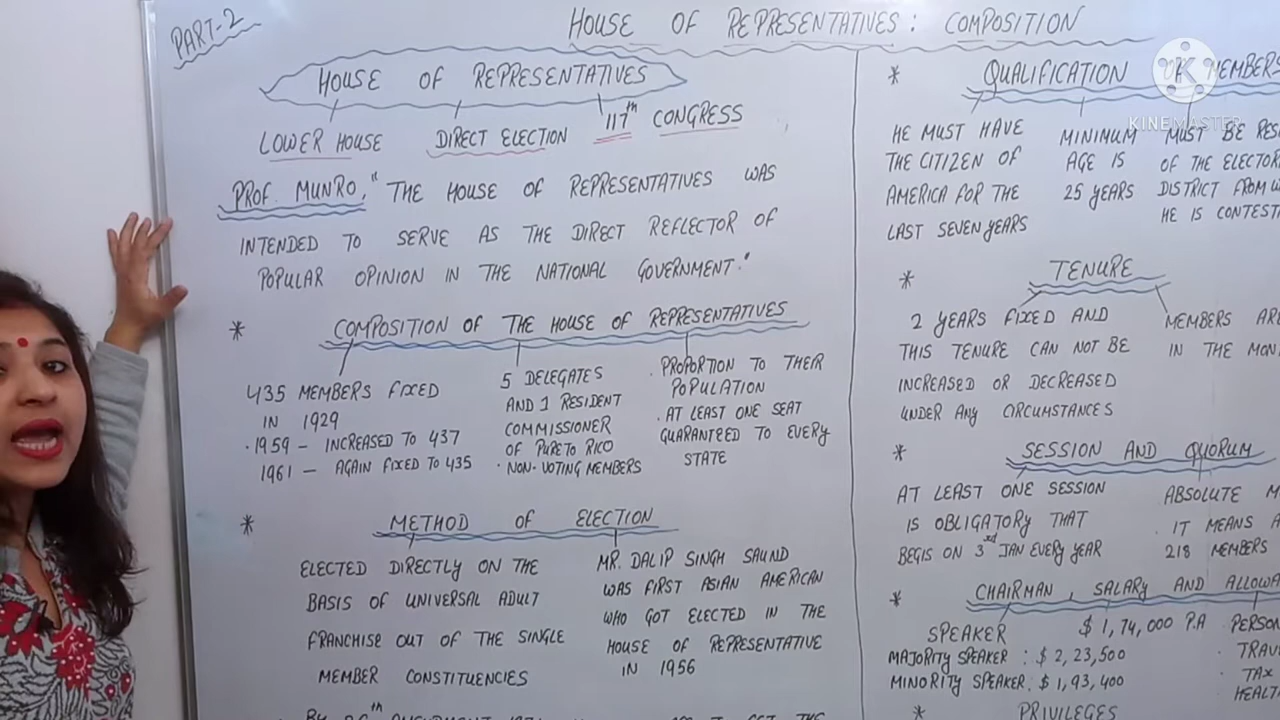 PART-2
HOUSE OF REPRESENTATIVES : COMPOSITION
HOUSE OF REPRESENTATIVES
LOWER HOUSE DIRECT ELECTION 117th CONGRESS
PROF. MUNRO, "THE HOUSE OF REPRESENTATIVES WAS
INTENDED TO SERVE AS THE DIRECT REFLECTOR OF
POPULAR OPINION IN THE NATIONAL GOVERNMENT."
* COMPOSITION OF THE HOUSE OF REPRESENTATIVES
435 MEMBERS FIXED
IN 1929
· 1959 - INCREASED TO 437
1961 - AGAIN FIXED TO 435
5 DELEGATES
AND 1 RESIDENT
COMMISSIONER
OF PURETO RICO
· NON-VOTING MEMBERS
· PROPORTION TO THEIR
POPULATION
· AT LEAST ONE SEAT
GUARANTEED TO EVERY
STATE
* METHOD OF ELECTION
ELECTED DIRECTLY ON THE
BASIS OF UNIVERSAL ADULT
FRANCHISE OUT OF THE SINGLE
MEMBER CONSTITUENCIES
MR. DALIP SINGH SAUND
WAS FIRST ASIAN AMERICAN
WHO GOT ELECTED IN THE
HOUSE OF REPRESENTATIVE
IN 1956
* QUALIFICATION OF MEMBERS
KINEMASTER
HE MUST HAVE
THE CITIZEN OF
AMERICA FOR THE
LAST SEVEN YEARS
MINIMUM
AGE IS
25 YEARS
MUST BE RES
OF THE ELECTOR
DISTRICT FROM W
HE IS CONTEST
* TENURE
2 YEARS FIXED AND
THIS TENURE CAN NOT BE
INCREASED OR DECREASED
UNDER ANY CIRCUMSTANCES
MEMBERS ARE
IN THE MON
* SESSION AND QUORUM
AT LEAST ONE SESSION
IS OBLIGATORY THAT
BEGIS ON 3rd JAN EVERY YEAR
ABSOLUTE M
· IT MEANS A
218 MEMBERS
* CHAIRMAN, SALARY AND ALLOWA
SPEAKER $ 1,74,000 P.A
MAJORITY SPEAKER : $ 2,23,500
MINORITY SPEAKER : $ 1,93,400
PERSON
· TRAV
· TAX
HEALT
* PRIVILEGES